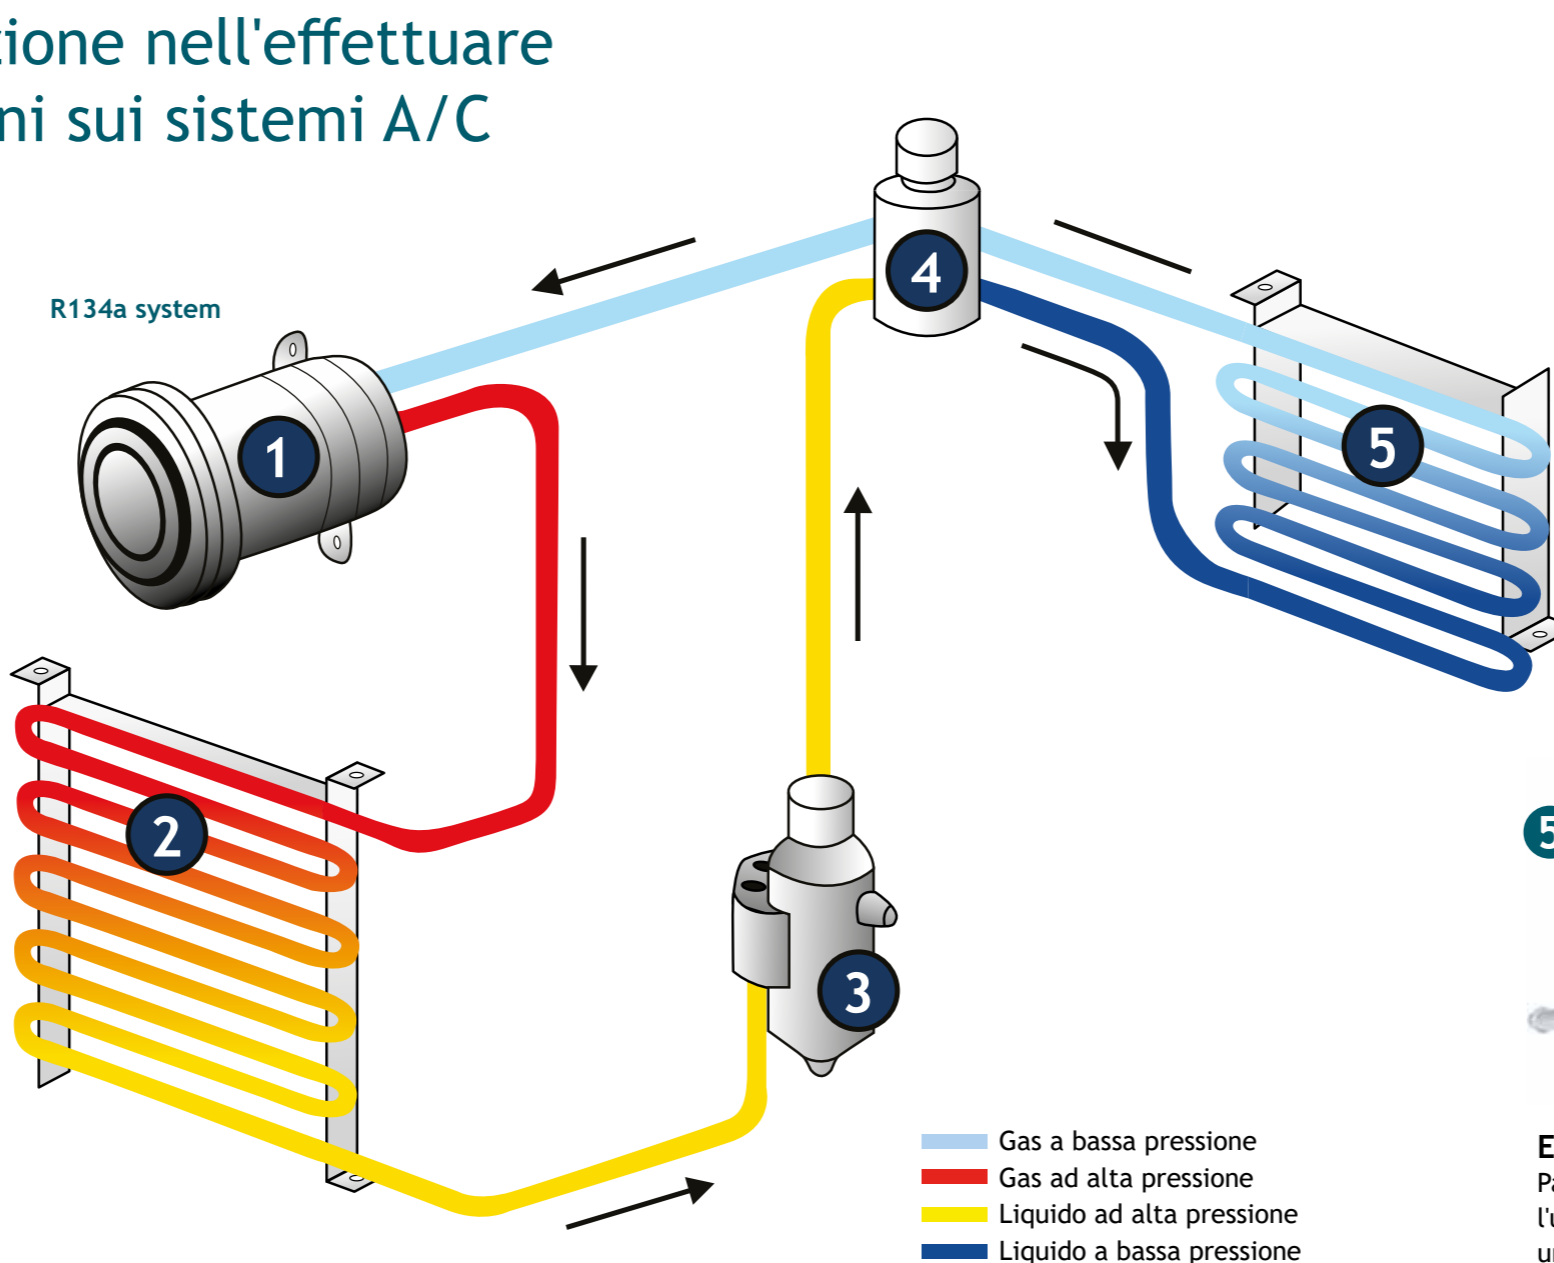 zione nell'effettuare
ni sui sistemi A/C
R134a system
4
1
5
2
3
5
Gas a bassa pressione
Gas ad alta pressione
Liquido ad alta pressione
Liquido a bassa pressione